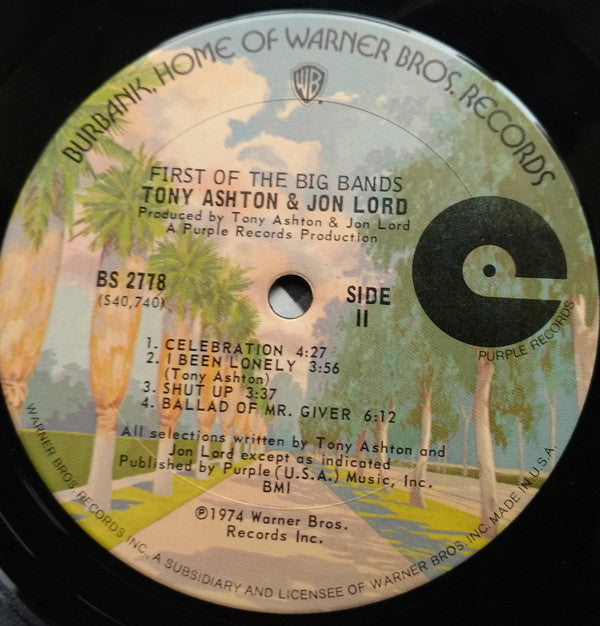 BURBANK, HOME OF WARNER BROS. RECORDS
WB
FIRST OF THE BIG BANDS
TONY ASHTON & JON LORD
Produced by Tony Ashton & Jon Lord
A Purple Records Production
BS 2778
(S40,740)
SIDE
II
PURPLE RECORDS
1. CELEBRATION 4:27
2. I BEEN LONELY 3:56
(Tony Ashton)
3. SHUT UP 3:37
4. BALLAD OF MR. GIVER 6:12
All selections written by Tony Ashton and
Jon Lord except as indicated
Published by Purple (U.S.A.) Music, Inc.
BMI
℗1974 Warner Bros.
Records Inc.
WARNER BROS. RECORDS INC., A SUBSIDIARY AND LICENSEE OF WARNER BROS. INC. MADE IN U.S.A.